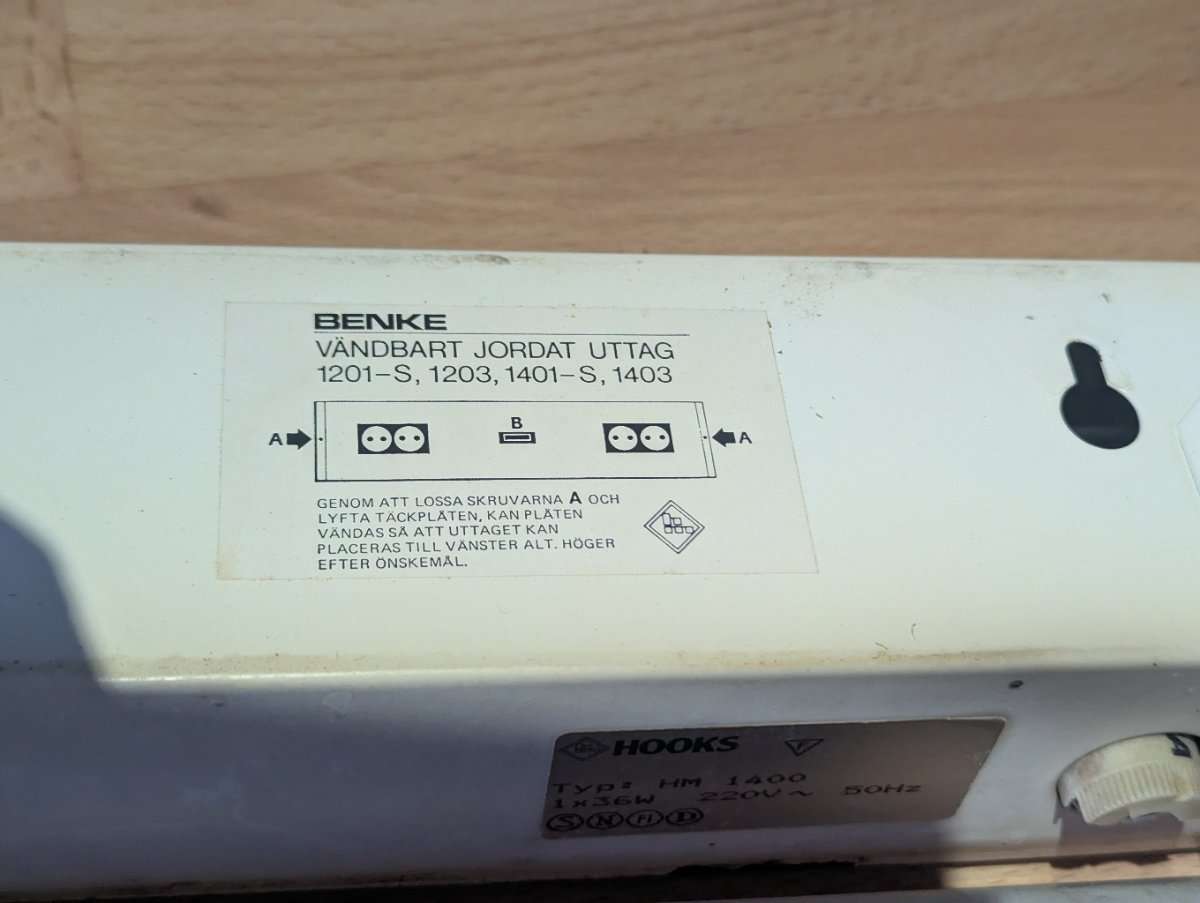 BENKE
VÄNDBART JORDAT UTTAG
1201-S, 1203, 1401-S, 1403
B
A A
GENOM ATT LOSSA SKRUVARNA A OCH
LYFTA TÄCKPLÅTEN, KAN PLÅTEN
VÄNDAS SÅ ATT UTTAGET KAN
PLACERAS TILL VÄNSTER ALT. HÖGER
EFTER ÖNSKEMÅL.
HOOKS F
Typ: HM 1400
1x36W 220V~ 50Hz
S N FI D